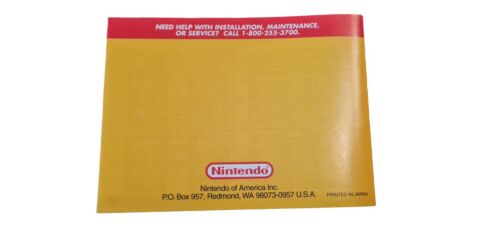 NEED HELP WITH INSTALLATION, MAINTENANCE,
OR SERVICE? CALL 1-800-255-3700.
Nintendo
Nintendo of America Inc.
P.O. Box 957, Redmond, WA 98073-0957 U.S.A.
PRINTED IN JAPAN